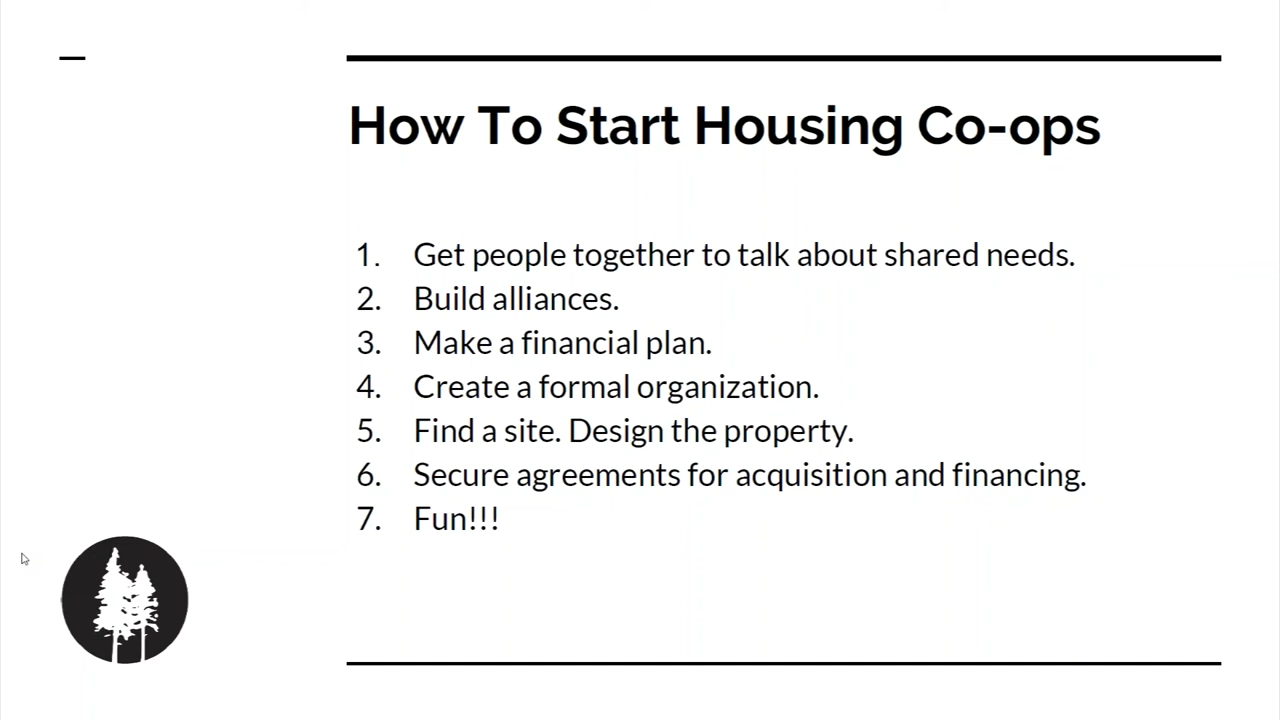 How To Start Housing Co-ops
1. Get people together to talk about shared needs.
2. Build alliances.
3. Make a financial plan.
4. Create a formal organization.
5. Find a site. Design the property.
6. Secure agreements for acquisition and financing.
7. Fun!!!